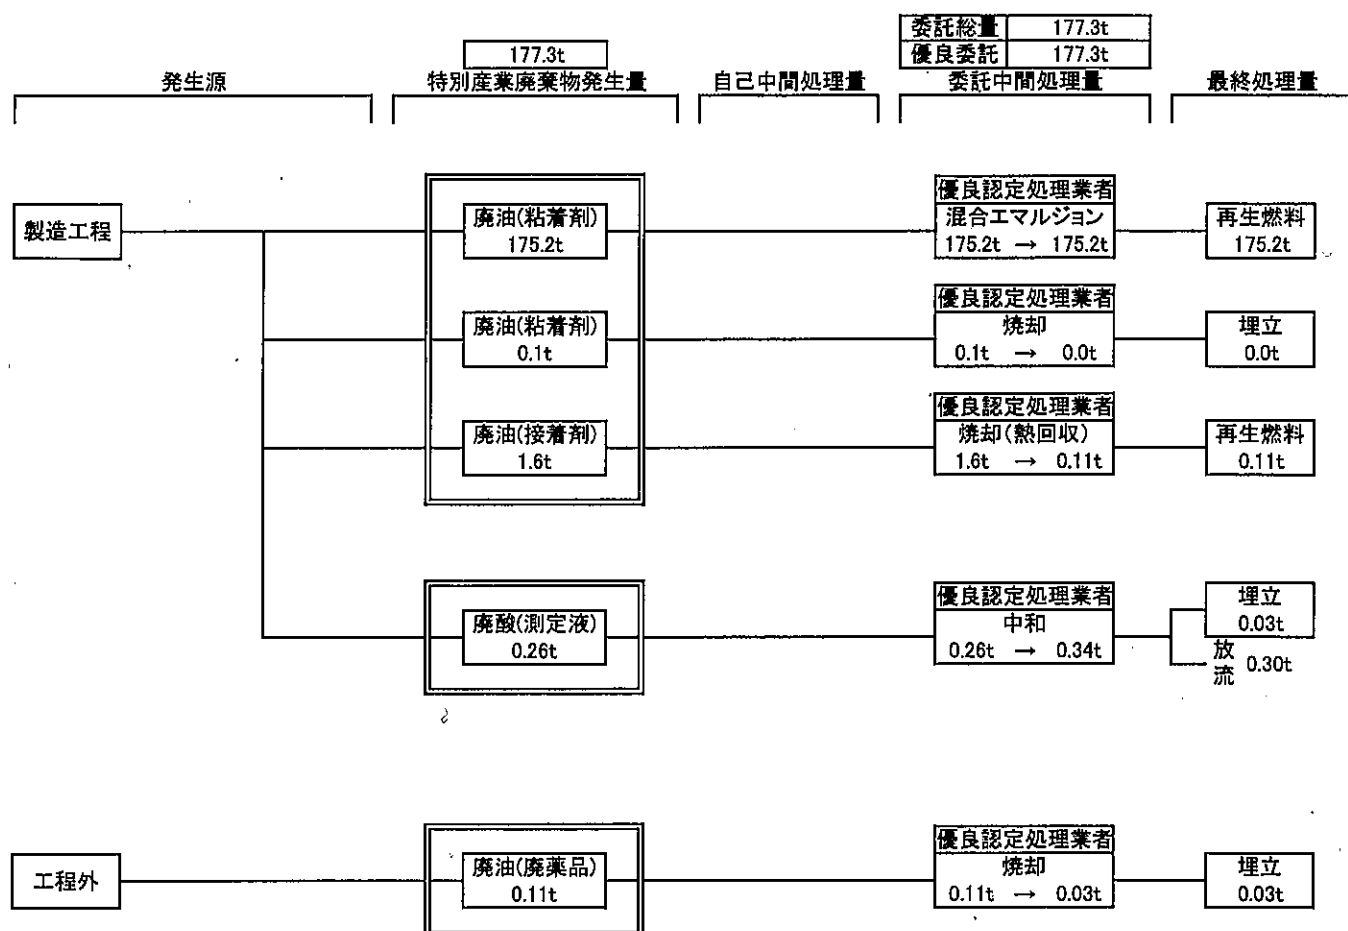 委託総量 177.3t
177.3t 優良委託 177.3t
発生源 特別産業廃棄物発生量 自己中間処理量 委託中間処理量 最終処理量
優良認定処理業者
製造工程 廃油(粘着剤) 混合エマルジョン 再生燃料
175.2t 175.2t → 175.2t 175.2t
優良認定処理業者
廃油(粘着剤) 焼却 埋立
0.1t 0.1t → 0.0t 0.0t
優良認定処理業者
廃油(接着剤) 焼却(熱回収) 再生燃料
1.6t 1.6t → 0.11t 0.11t
優良認定処理業者 埋立
廃酸(測定液) 中和 0.03t
0.26t 0.26t → 0.34t 放流 0.30t
優良認定処理業者
工程外 廃油(廃薬品) 焼却 埋立
0.11t 0.11t → 0.03t 0.03t